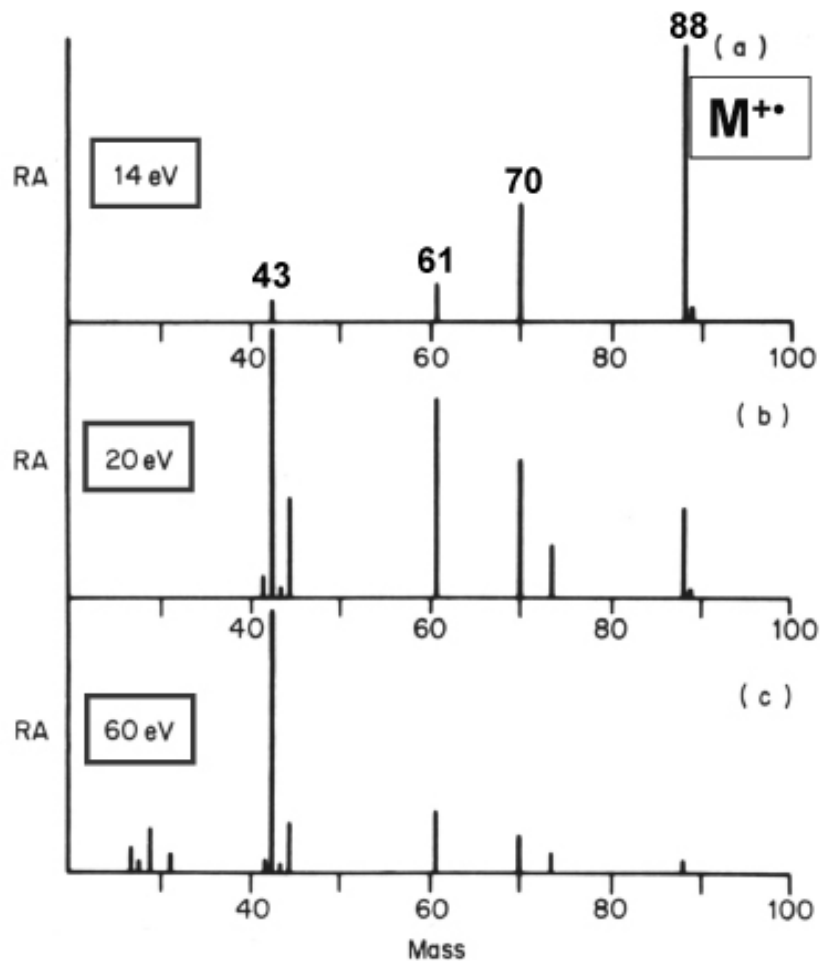 88
( a )
M+•
RA
14 eV
70
61
43
40 60 80 100
( b )
RA
20 eV
40 60 80 100
( c )
RA
60 eV
40 60 80 100
Mass